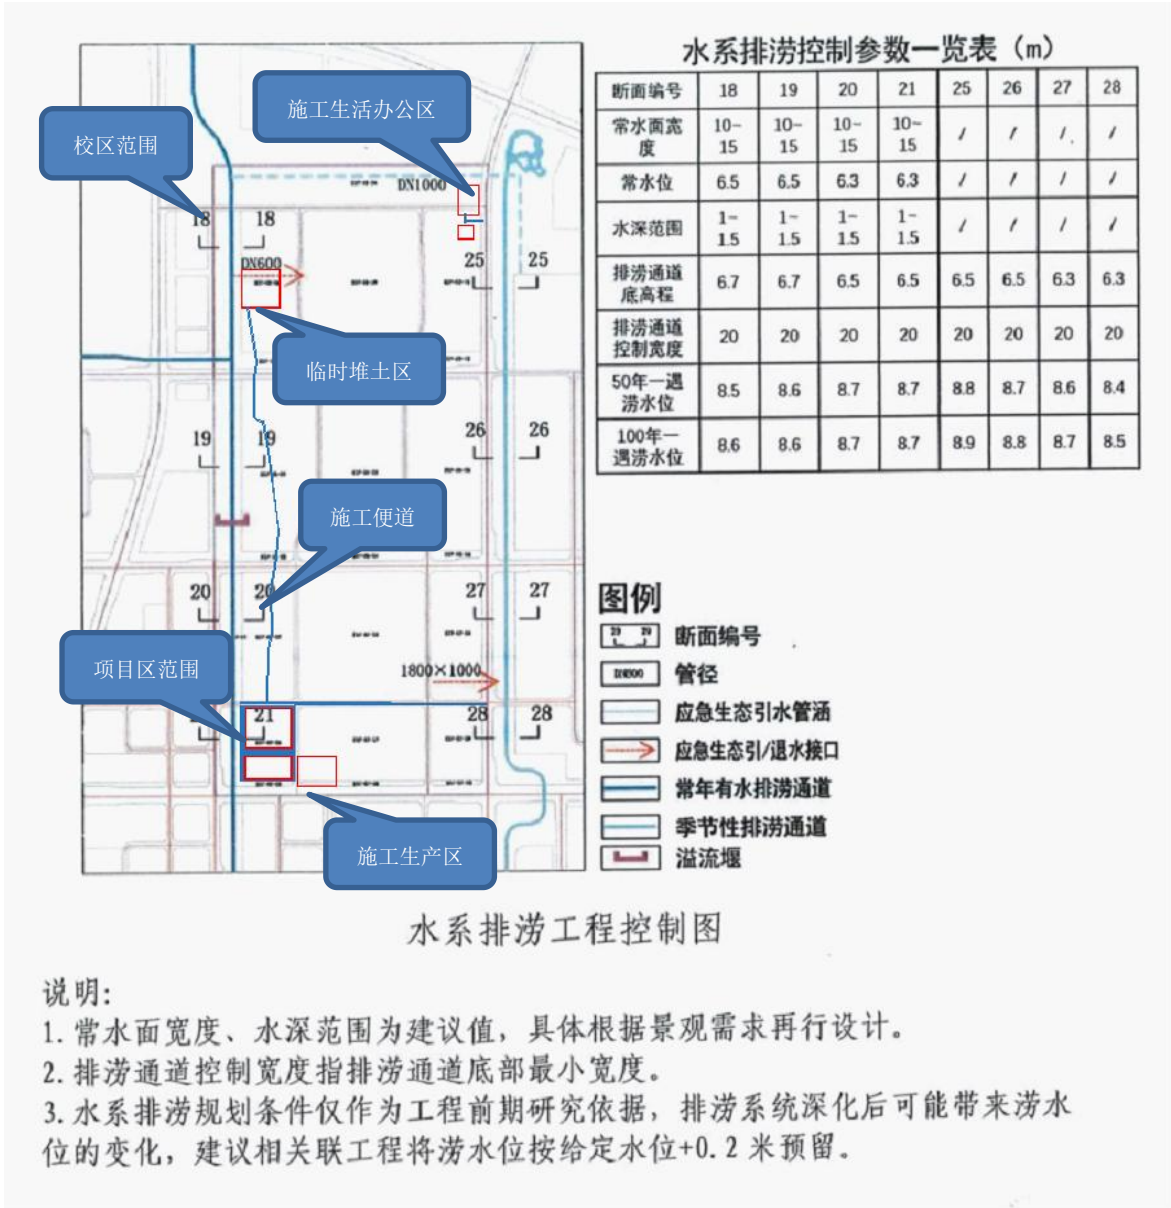 水系排涝控制参数一览表（m）
断面编号 18 19 20 21 25 26 27 28
常水面宽度 10-15 10-15 10-15 10-15 / / / /
常水位 6.5 6.5 6.3 6.3 / / / /
水深范围 1-1.5 1-1.5 1-1.5 1-1.5 / / / /
排涝通道底高程 6.7 6.7 6.5 6.5 6.5 6.5 6.3 6.3
排涝通道控制宽度 20 20 20 20 20 20 20 20
50年一遇涝水位 8.5 8.6 8.7 8.7 8.8 8.7 8.6 8.4
100年一遇涝水位 8.6 8.6 8.7 8.7 8.9 8.8 8.7 8.5
施工生活办公区
校区范围
DN1000
18 18
DN600
25 25
临时堆土区
19 19
26 26
施工便道
20 20
27 27
项目区范围
1800×1000
21
28 28
施工生产区
图例
29 29 断面编号
管径
应急生态引水管涵
应急生态引/退水接口
常年有水排涝通道
季节性排涝通道
溢流堰
水系排涝工程控制图
说明:
1. 常水面宽度、水深范围为建议值，具体根据景观需求再行设计。
2. 排涝通道控制宽度指排涝通道底部最小宽度。
3. 水系排涝规划条件仅作为工程前期研究依据，排涝系统深化后可能带来涝水
位的变化，建议相关联工程将涝水位按给定水位+0.2 米预留。